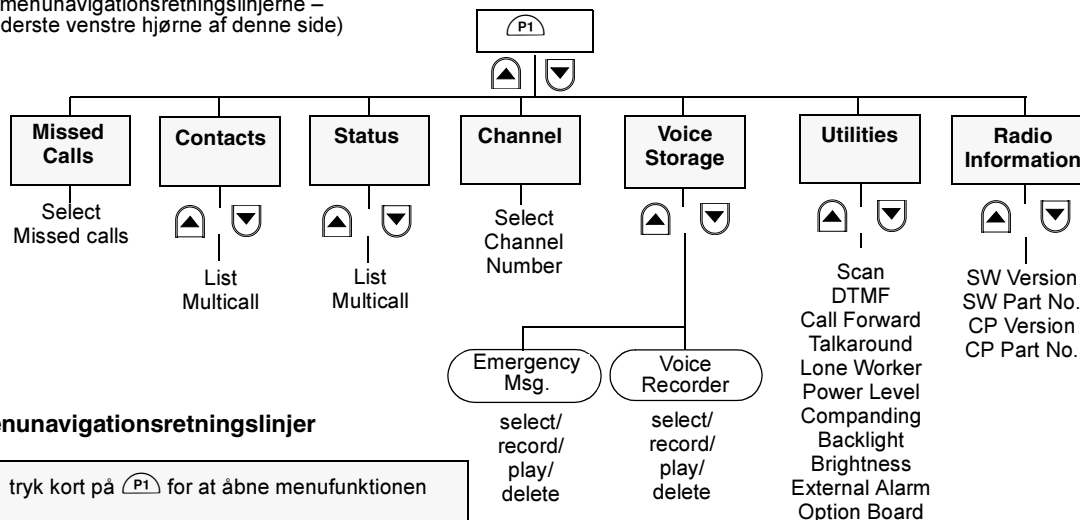 menunavigationsretningslinjerne –
derste venstre hjørne af denne side)
P1
Missed
Calls
Contacts
Status
Channel
Voice
Storage
Utilities
Radio
Information
Select
Missed calls
List
Multicall
List
Multicall
Select
Channel
Number
Emergency
Msg.
select/
record/
play/
delete
Voice
Recorder
select/
record/
play/
delete
Scan
DTMF
Call Forward
Talkaround
Lone Worker
Power Level
Companding
Backlight
Brightness
External Alarm
Option Board
SW Version
SW Part No.
CP Version
CP Part No.
enunavigationsretningslinjer
tryk kort på P1 for at åbne menufunktionen